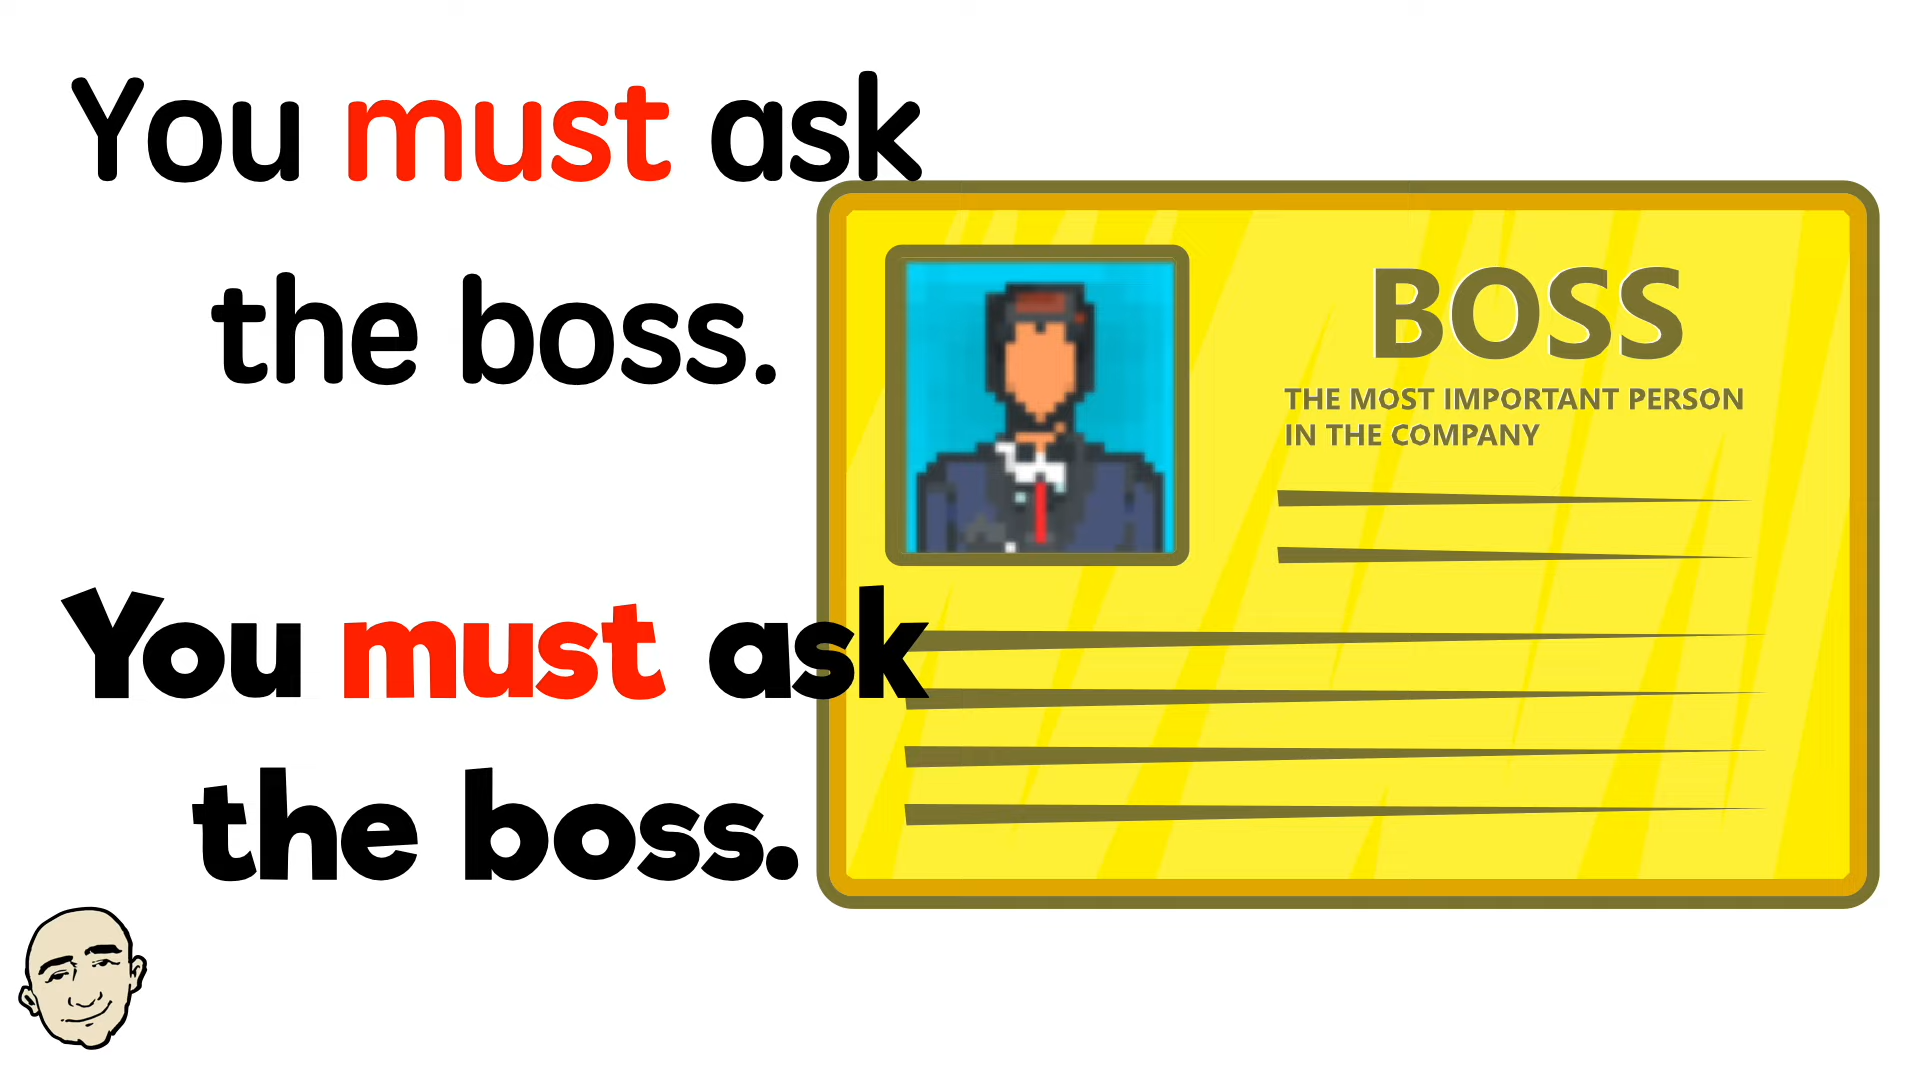 You must ask
the boss.
BOSS
THE MOST IMPORTANT PERSON
IN THE COMPANY
You must ask
the boss.